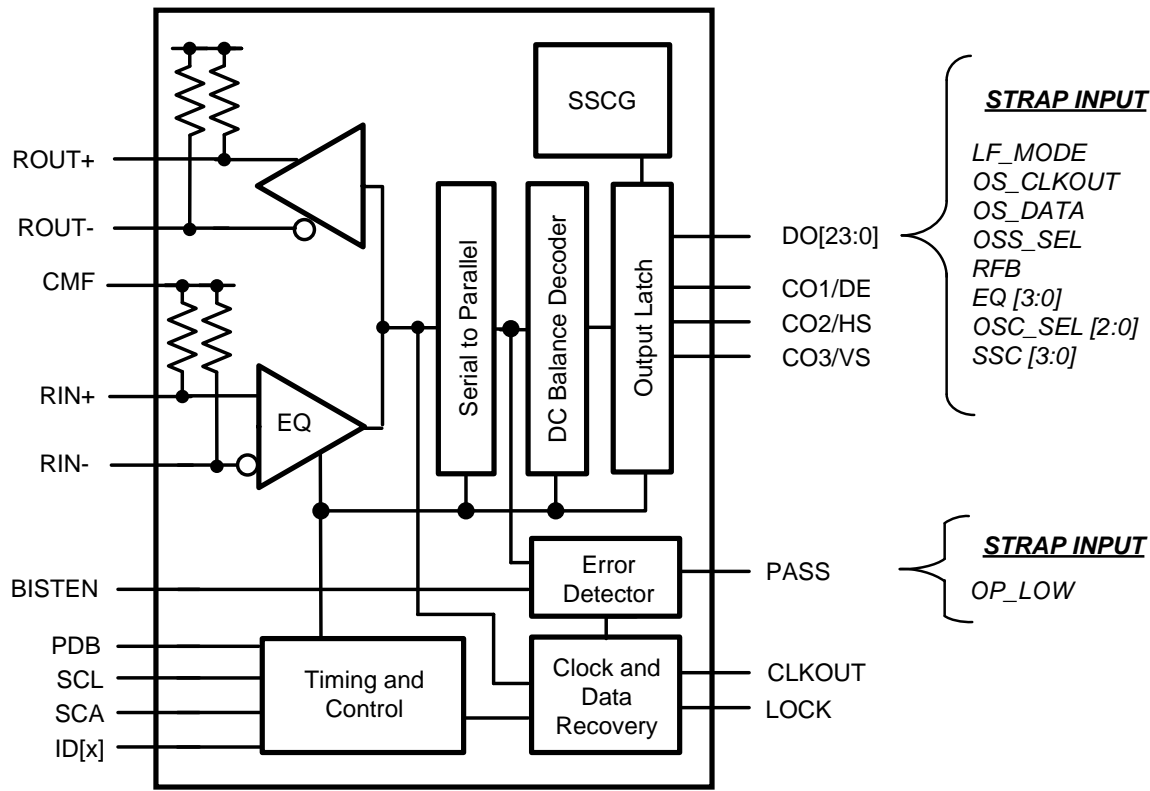 ROUT+
ROUT-
CMF
RIN+
RIN-
BISTEN
PDB
SCL
SCA
ID[x]
EQ
SSCG
Serial to Parallel
DC Balance Decoder
Output Latch
Error
Detector
Timing and
Control
Clock and
Data
Recovery
DO[23:0]
CO1/DE
CO2/HS
CO3/VS
PASS
CLKOUT
LOCK
STRAP INPUT
LF_MODE
OS_CLKOUT
OS_DATA
OSS_SEL
RFB
EQ [3:0]
OSC_SEL [2:0]
SSC [3:0]
STRAP INPUT
OP_LOW